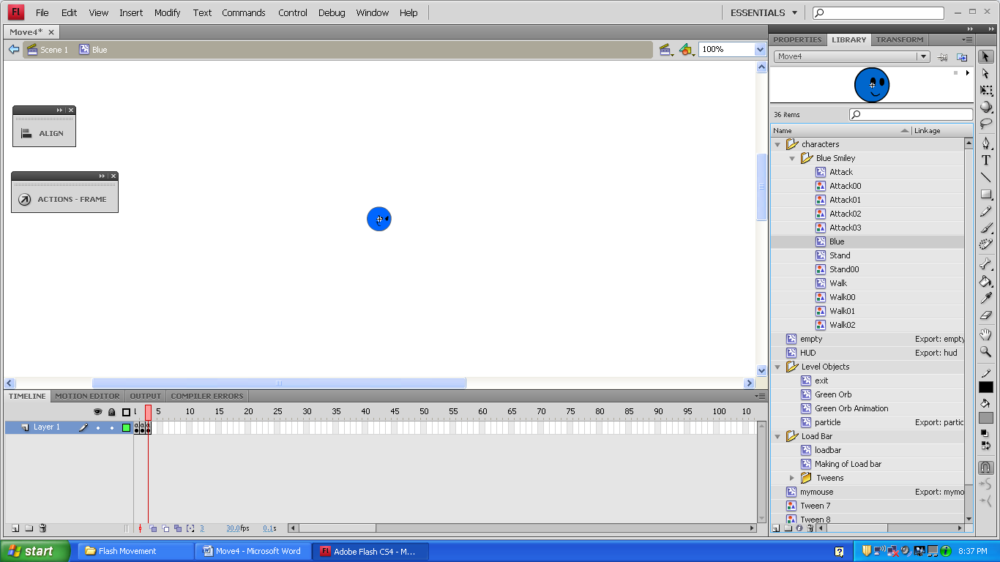 Fl File Edit View Insert Modify Text Commands Control Debug Window Help ESSENTIALS
Move4*
Scene 1 Blue 100%
ALIGN
ACTIONS - FRAME
PROPERTIES LIBRARY TRANSFORM
Move4
36 items
Name Linkage
characters
Blue Smiley
Attack
Attack00
Attack01
Attack02
Attack03
Blue
Stand
Stand00
Walk
Walk00
Walk01
Walk02
empty Export: empty
HUD Export: hud
Level Objects
exit
Green Orb
Green Orb Animation
particle Export: partic
Load Bar
loadbar
Making of Load bar
Tweens
mymouse Export: mymo
Tween 7
Tween 8
T
TIMELINE MOTION EDITOR OUTPUT COMPILER ERRORS
1 5 10 15 20 25 30 35 40 45 50 55 60 65 70 75 80 85 90 95 100 10
Layer 1 a a a
3 30.0fps 0.1s
start Flash Movement Move4 - Microsoft Word Fl Adobe Flash CS4 - M... ? 8:37 PM